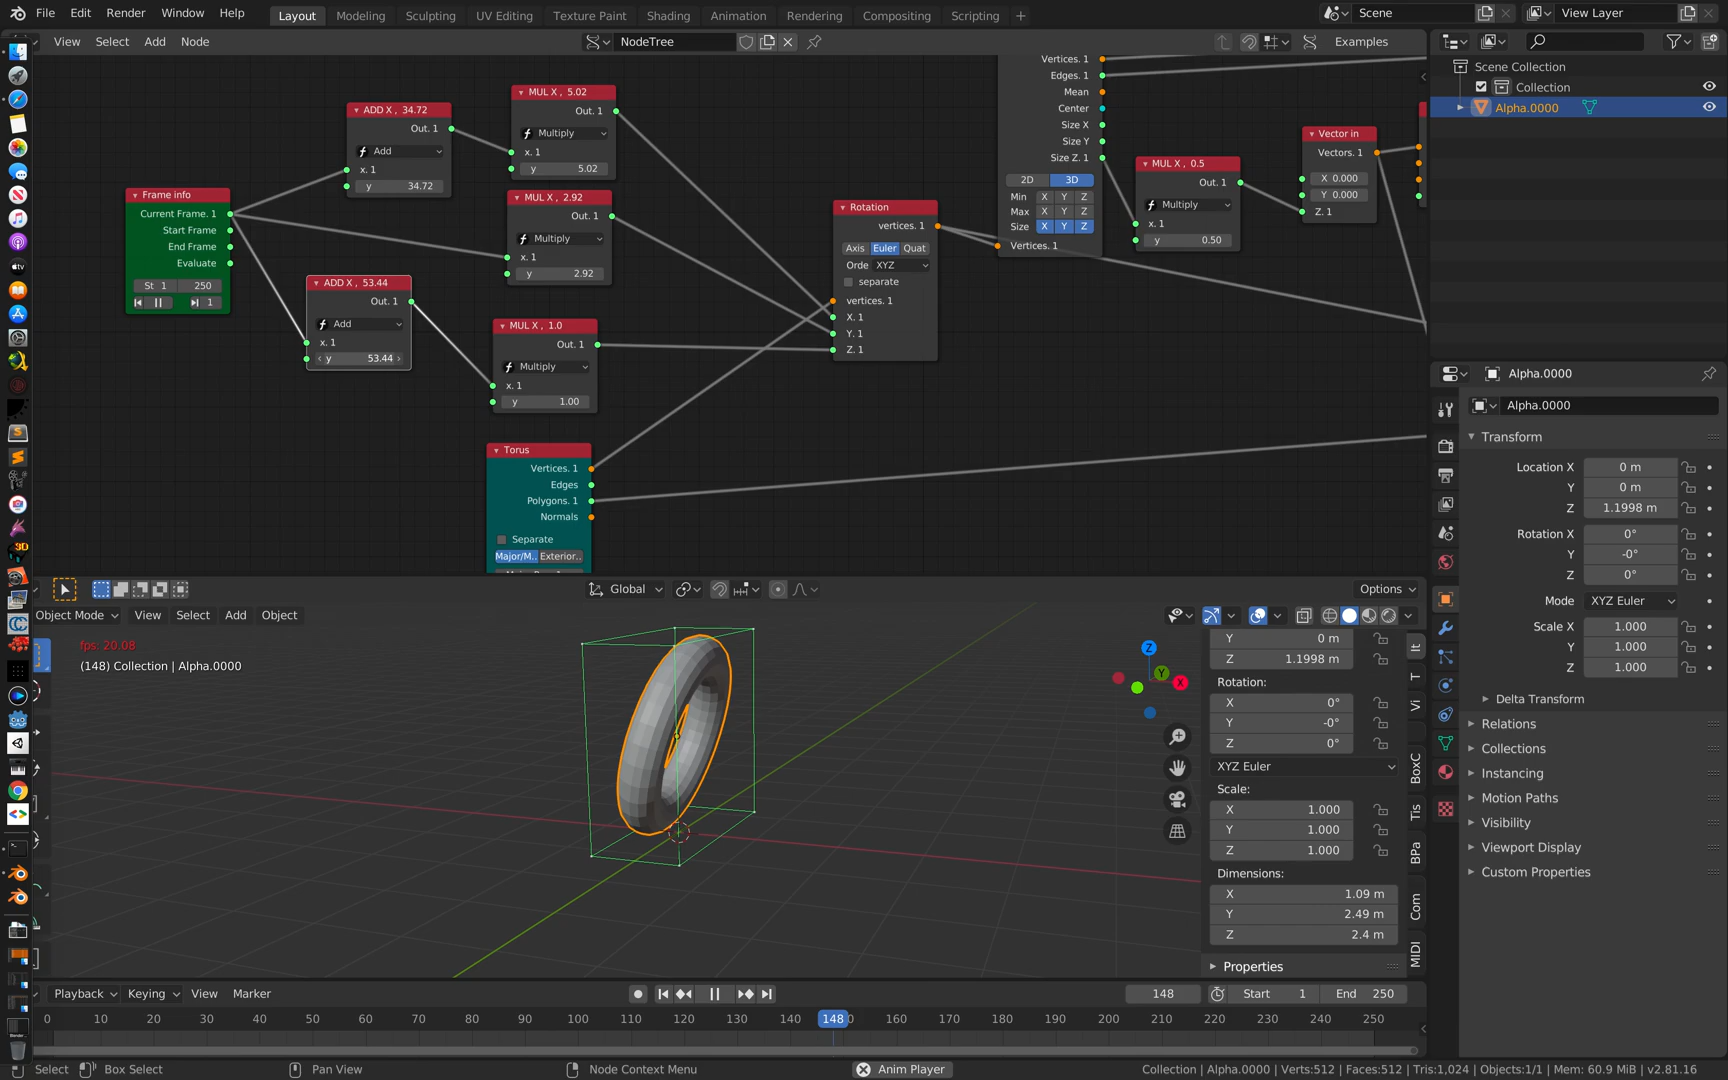 File Edit Render Window Help
Layout Modeling Sculpting UV Editing Texture Paint Shading Animation Rendering Compositing Scripting +
Scene
View Layer
View Select Add Node
NodeTree
Examples
Scene Collection
Collection
Alpha.0000
Frame info
Current Frame. 1
Start Frame
End Frame
Evaluate
St 1 250
1
ADD X , 34.72
Out. 1
Add
x. 1
y 34.72
MUL X , 5.02
Out. 1
Multiply
x. 1
y 5.02
MUL X , 2.92
Out. 1
Multiply
x. 1
y 2.92
ADD X , 53.44
Out. 1
Add
x. 1
y 53.44
MUL X , 1.0
Out. 1
Multiply
x. 1
y 1.00
Torus
Vertices. 1
Edges
Polygons. 1
Normals
Separate
Major/M.. Exterior..
Rotation
vertices. 1
Axis Euler Quat
Orde XYZ
separate
vertices. 1
X. 1
Y. 1
Z. 1
Vertices. 1
Edges. 1
Mean
Center
Size X
Size Y
Size Z. 1
2D 3D
Min X Y Z
Max X Y Z
Size X Y Z
Vertices. 1
MUL X , 0.5
Out. 1
Multiply
x. 1
y 0.50
Vector in
Vectors. 1
X 0.000
Y 0.000
Z. 1
Alpha.0000
Alpha.0000
Transform
Location X 0 m
Y 0 m
Z 1.1998 m
Rotation X 0°
Y -0°
Z 0°
Mode XYZ Euler
Scale X 1.000
Y 1.000
Z 1.000
Delta Transform
Relations
Collections
Instancing
Motion Paths
Visibility
Viewport Display
Custom Properties
Global
Options
Object Mode View Select Add Object
fps: 20.08
(148) Collection | Alpha.0000
Z
Y
X
Y 0 m
Z 1.1998 m
Rotation:
X 0°
Y -0°
Z 0°
XYZ Euler
Scale:
X 1.000
Y 1.000
Z 1.000
Dimensions:
X 1.09 m
Y 2.49 m
Z 2.4 m
Properties
It
T
Vi
BoxC
Tis
BPa
Com
MIDI
Playback Keying View Marker
148
Start 1
End 250
0 10 20 30 40 50 60 70 80 90 100 110 120 130 148 160 170 180 190 200 210 220 230 240 250
Select Box Select Pan View Node Context Menu Anim Player
Collection | Alpha.0000 | Verts:512 | Faces:512 | Tris:1,024 | Objects:1/1 | Mem: 60.9 MiB | v2.81.16